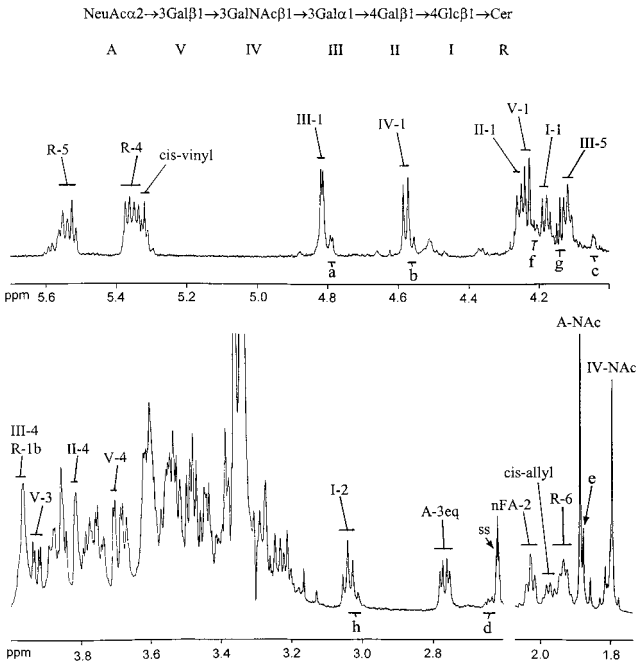 NeuAcα2→3Galβ1→3GalNAcβ1→3Galα1→4Galβ1→4Glcβ1→Cer
A V IV III II I R
III-1 IV-1 V-1
II-1 I-1
R-5 R-4 cis-vinyl III-5
a b f g c
ppm 5.6 5.4 5.2 5.0 4.8 4.6 4.4 4.2
A-NAc
IV-NAc
III-4
R-1b
II-4 V-4
V-3
cis-allyl
I-2 A-3eq ss nFA-2 R-6 e
h d
ppm 3.8 3.6 3.4 3.2 3.0 2.8 2.6 2.0 1.8